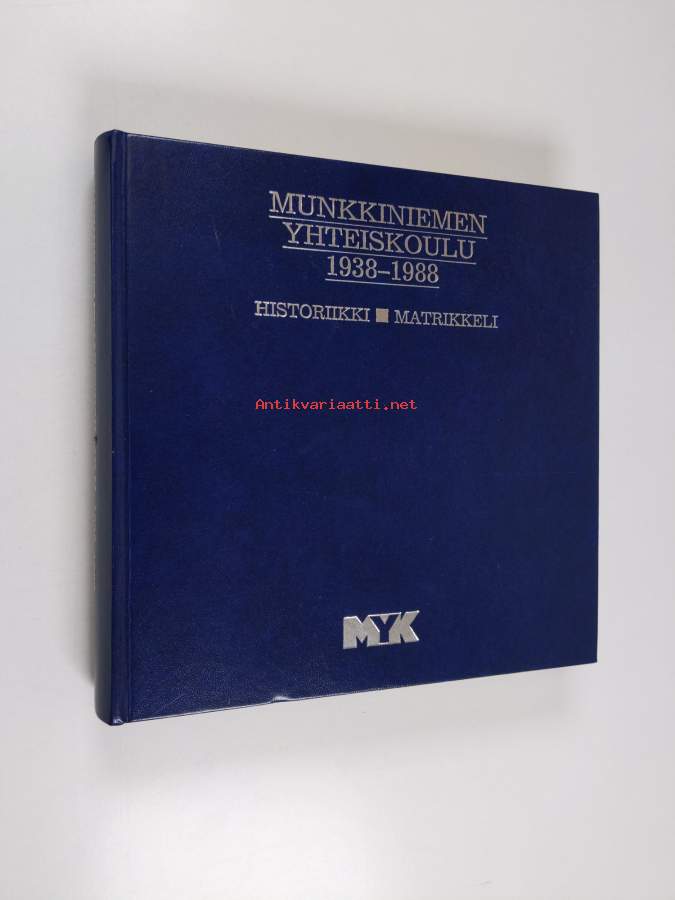 MUNKKINIEMEN
YHTEISKOULU
1938–1988
HISTORIIKKI ■ MATRIKKELI
Antikvariaatti.net
MYK